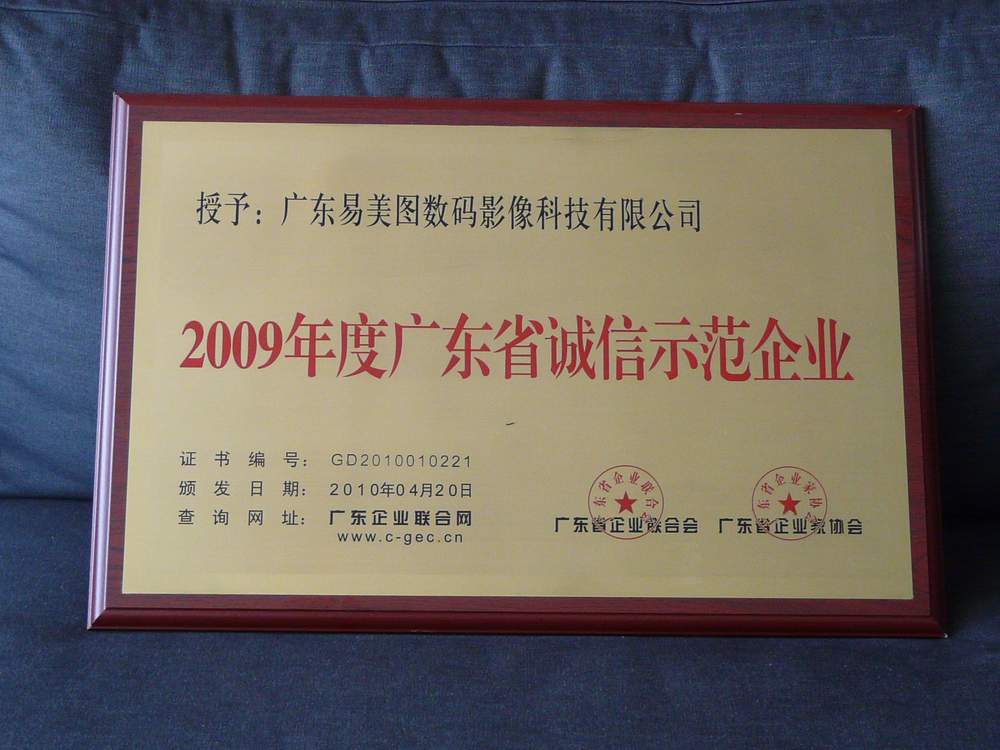 授予：广东易美图数码影像科技有限公司
2009年度广东省诚信示范企业
证书编号：GD2010010221
颁发日期：2010年04月20日
查询网址：广东企业联合网
www.c-gec.cn
广东省企业联合会
广东省企业家协会